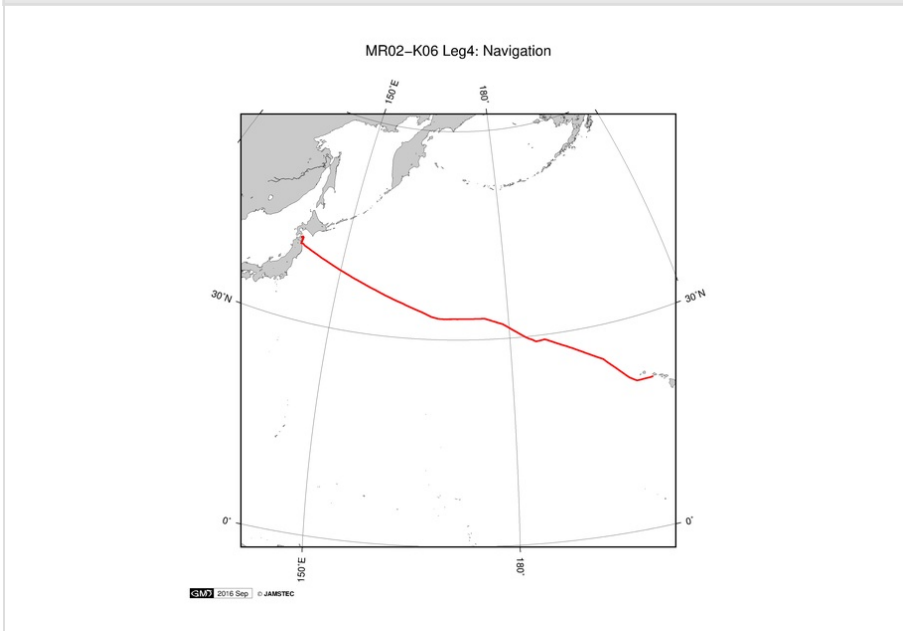 MR02−K06 Leg4: Navigation
150˚E
180˚
30˚N
30˚N
0˚
0˚
150˚E
180˚
GMT 2016 Sep © JAMSTEC